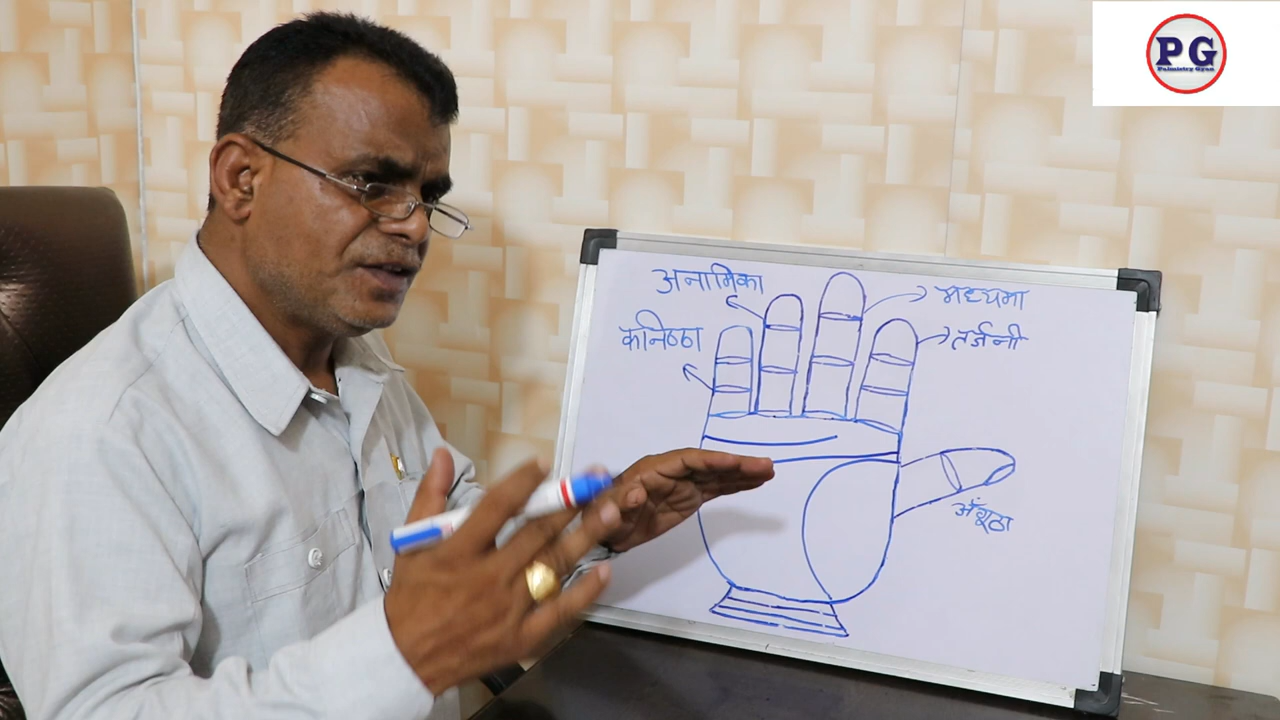 PG
Palmistry Gyan
अनामिका
मध्यमा
कनिष्ठा
तर्जनी
अँगूठा